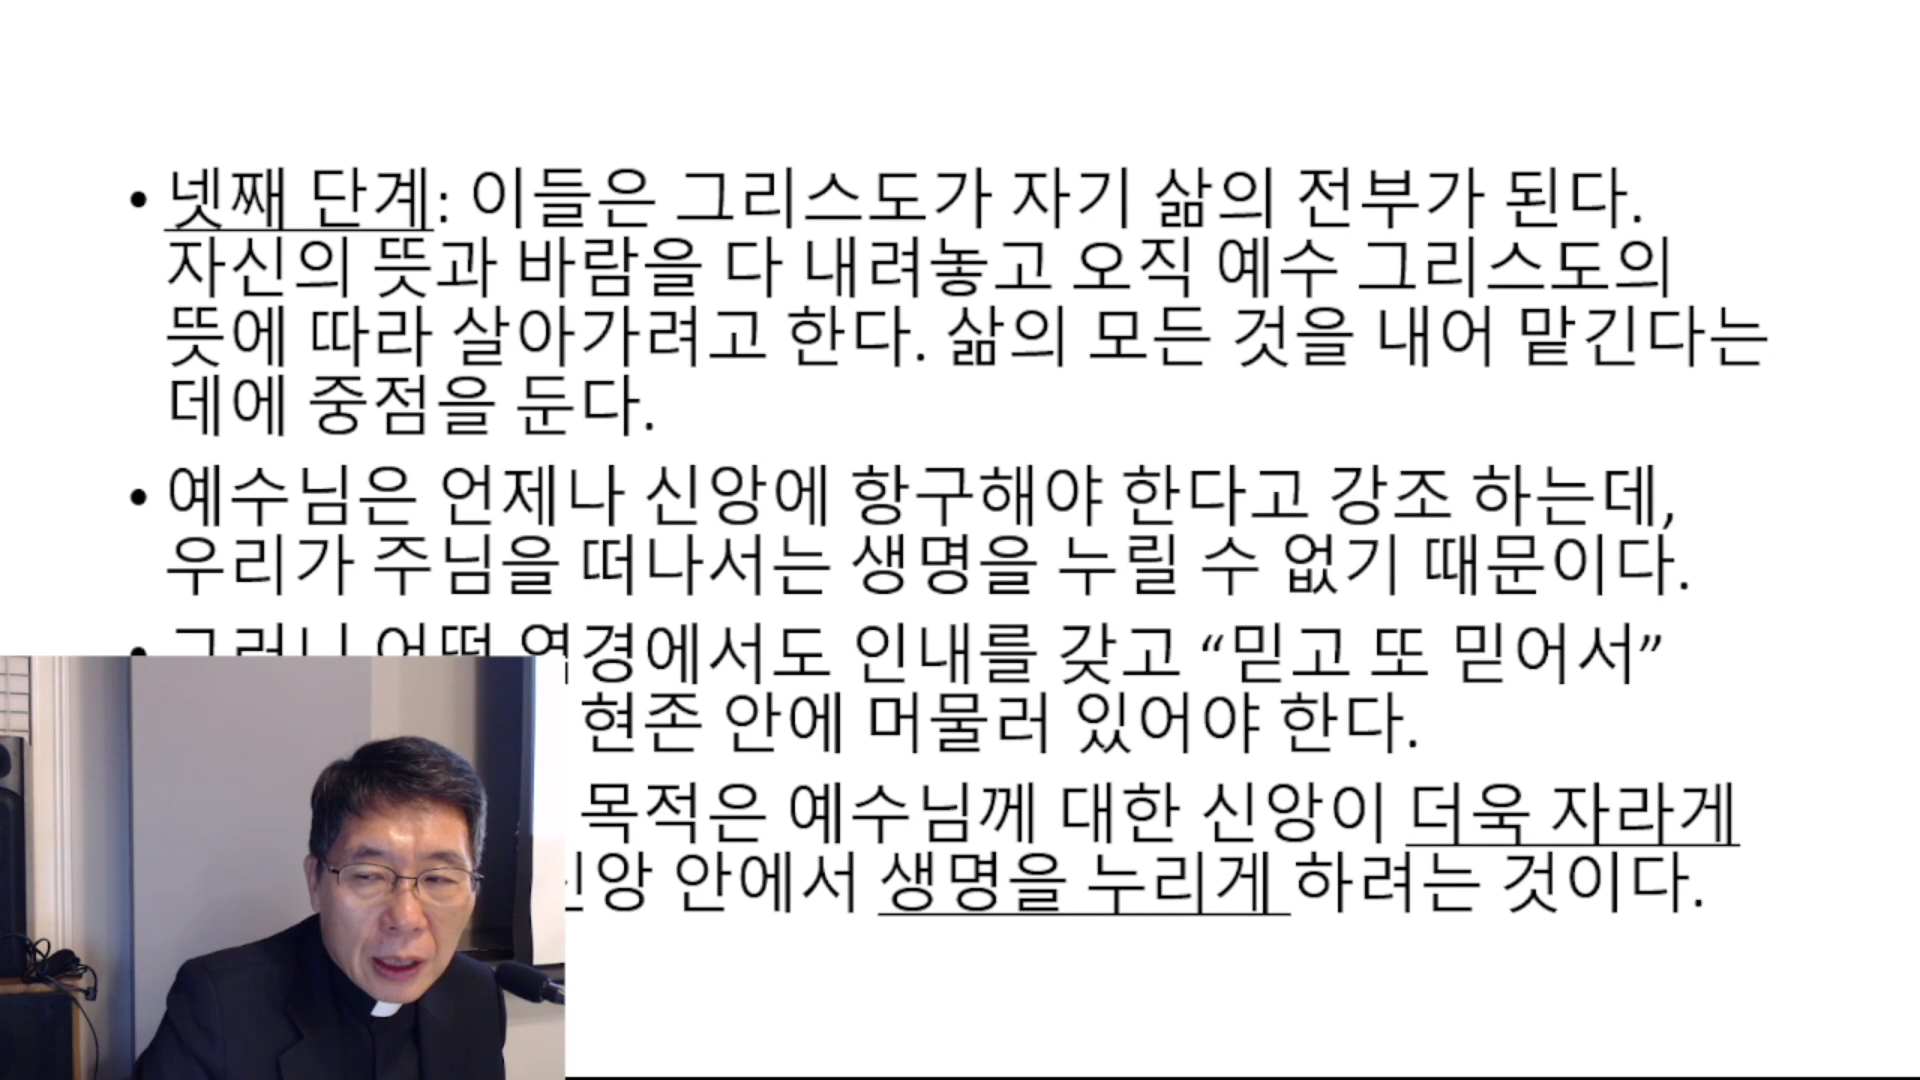 • 넷째 단계: 이들은 그리스도가 자기 삶의 전부가 된다.
자신의 뜻과 바람을 다 내려놓고 오직 예수 그리스도의
뜻에 따라 살아가려고 한다. 삶의 모든 것을 내어 맡긴다는
데에 중점을 둔다.
• 예수님은 언제나 신앙에 항구해야 한다고 강조 하는데,
우리가 주님을 떠나서는 생명을 누릴 수 없기 때문이다.
• 그러니 어떤 역경에서도 인내를 갖고 “믿고 또 믿어서”
현존 안에 머물러 있어야 한다.
목적은 예수님께 대한 신앙이 더욱 자라게
안에서 생명을 누리게 하려는 것이다.